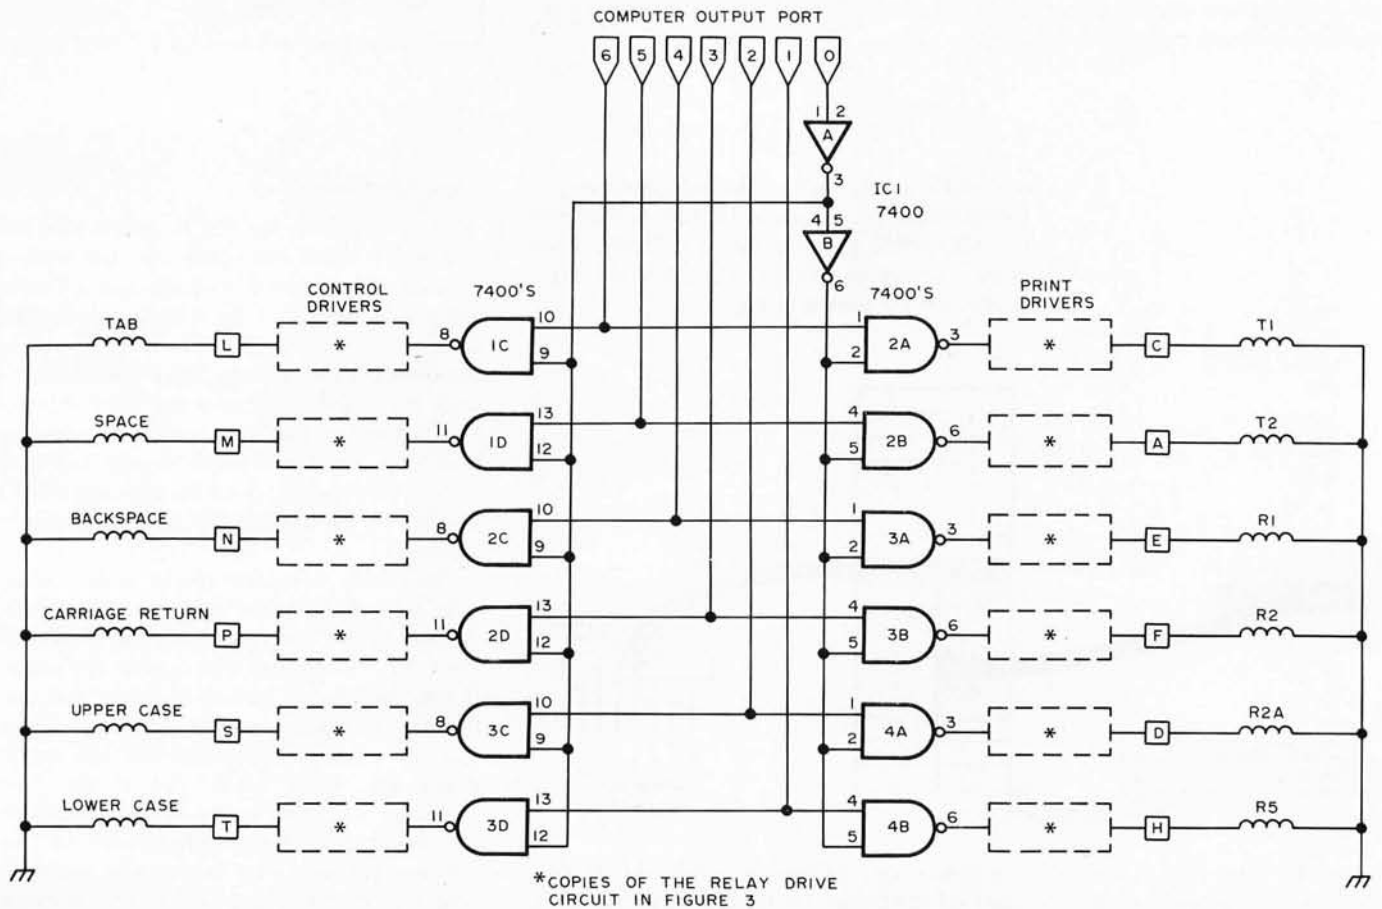 COMPUTER OUTPUT PORT
6 5 4 3 2 1 0
1 2
A
3
IC1
7400
4 5
B
6
CONTROL
DRIVERS
7400'S
7400'S
PRINT
DRIVERS
TAB L * 8 1C 10 9 1 2 2A 3 * C T1
SPACE M * 11 1D 13 12 4 5 2B 6 * A T2
BACKSPACE N * 8 2C 10 9 1 2 3A 3 * E R1
CARRIAGE RETURN P * 11 2D 13 12 4 5 3B 6 * F R2
UPPER CASE S * 8 3C 10 9 1 2 4A 3 * D R2A
LOWER CASE T * 11 3D 13 12 4 5 4B 6 * H R5
*COPIES OF THE RELAY DRIVE
CIRCUIT IN FIGURE 3